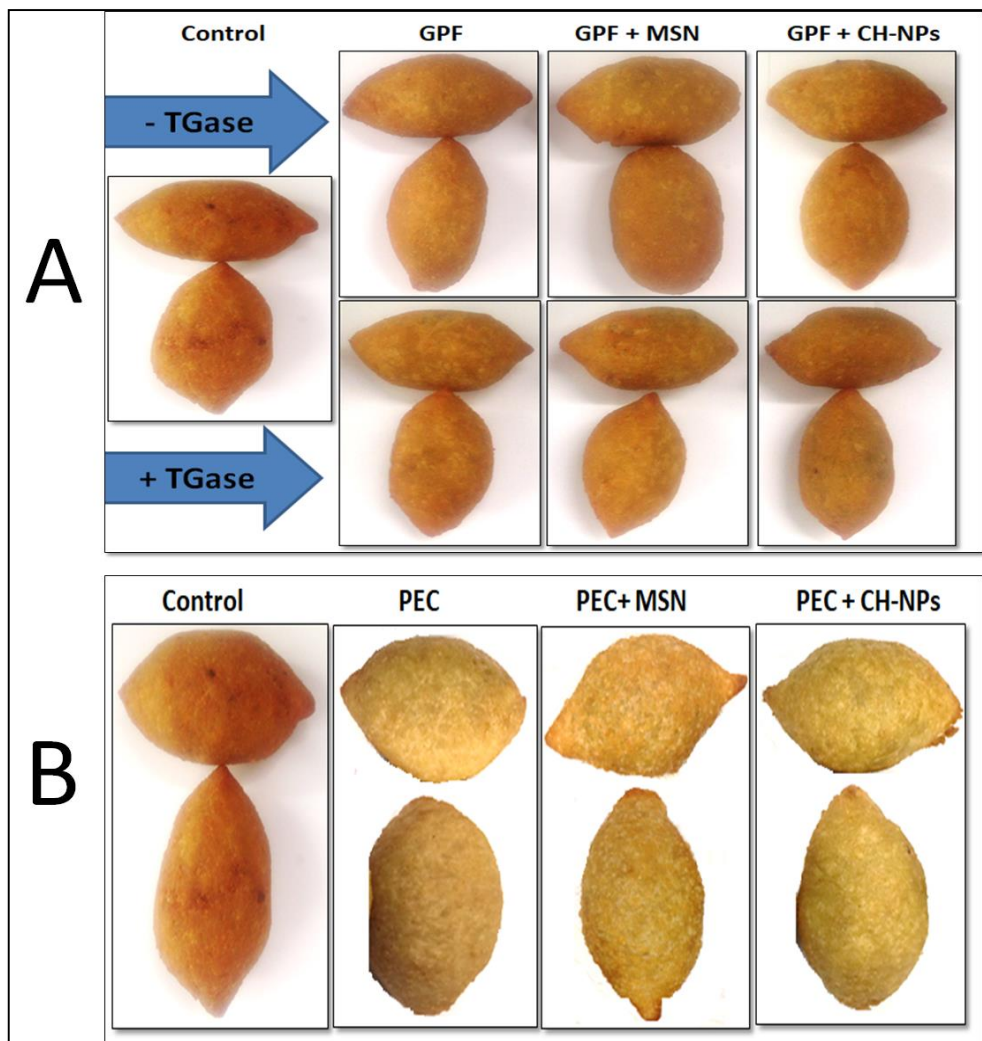 A
Control
GPF
GPF + MSN
GPF + CH-NPs
- TGase
+ TGase
B
Control
PEC
PEC+ MSN
PEC + CH-NPs